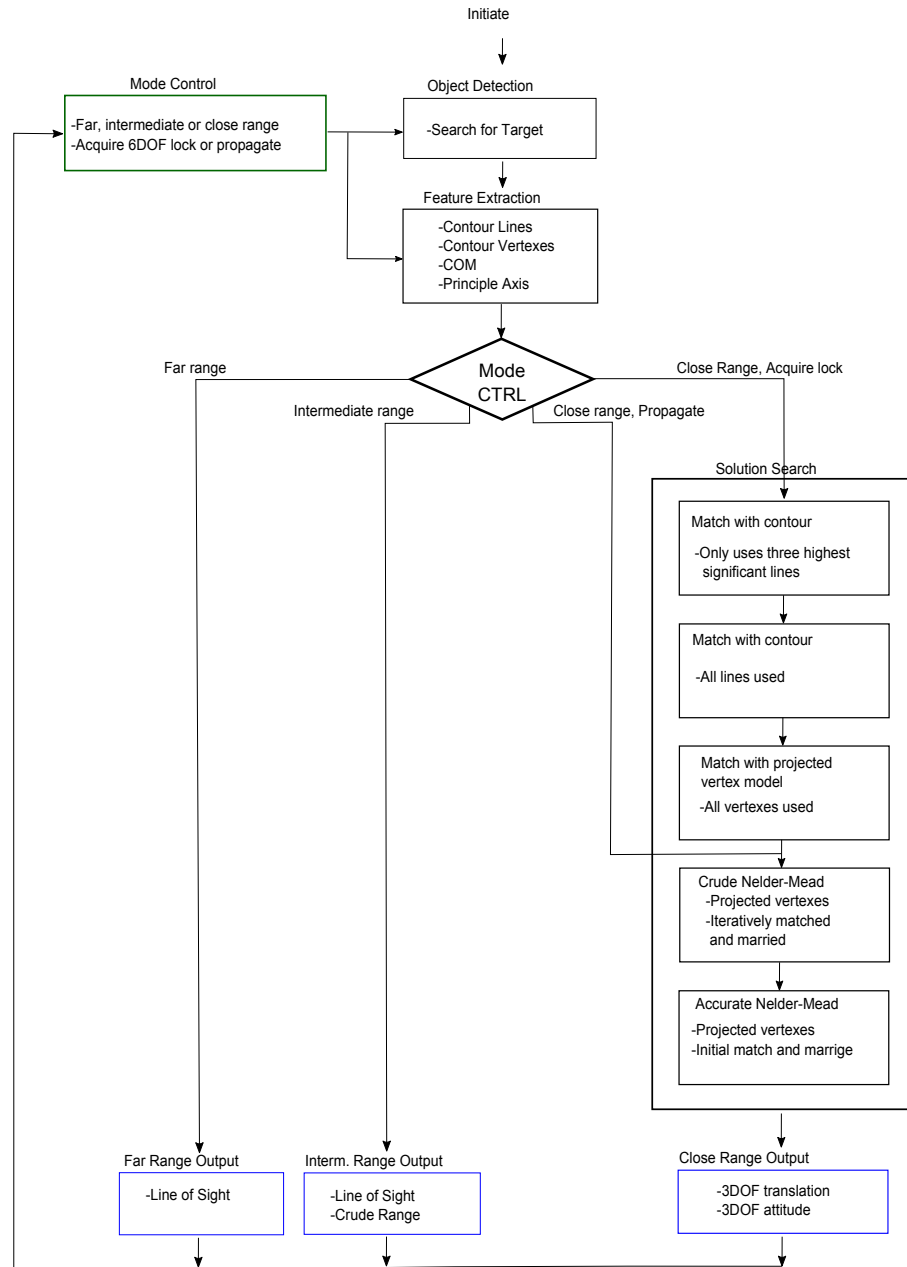 Initiate
Mode Control
-Far, intermediate or close range
-Acquire 6DOF lock or propagate
Object Detection
-Search for Target
Feature Extraction
-Contour Lines
-Contour Vertexes
-COM
-Principle Axis
Mode
CTRL
Far range
Intermediate range
Close range, Propagate
Close Range, Acquire lock
Solution Search
Match with contour
-Only uses three highest
significant lines
Match with contour
-All lines used
Match with projected
vertex model
-All vertexes used
Crude Nelder-Mead
-Projected vertexes
-Iteratively matched
and married
Accurate Nelder-Mead
-Projected vertexes
-Initial match and marrige
Far Range Output
-Line of Sight
Interm. Range Output
-Line of Sight
-Crude Range
Close Range Output
-3DOF translation
-3DOF attitude